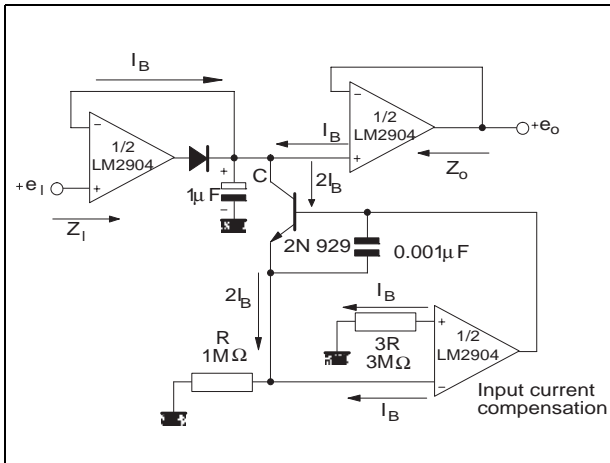 I_B
1/2
LM2904
+e_I
Z_I
+
1μF
C
I_B
2I_B
1/2
LM2904
+e_o
Z_o
2N 929
0.001μF
2I_B
R
1MΩ
I_B
3R
3MΩ
1/2
LM2904
I_B
Input current
compensation